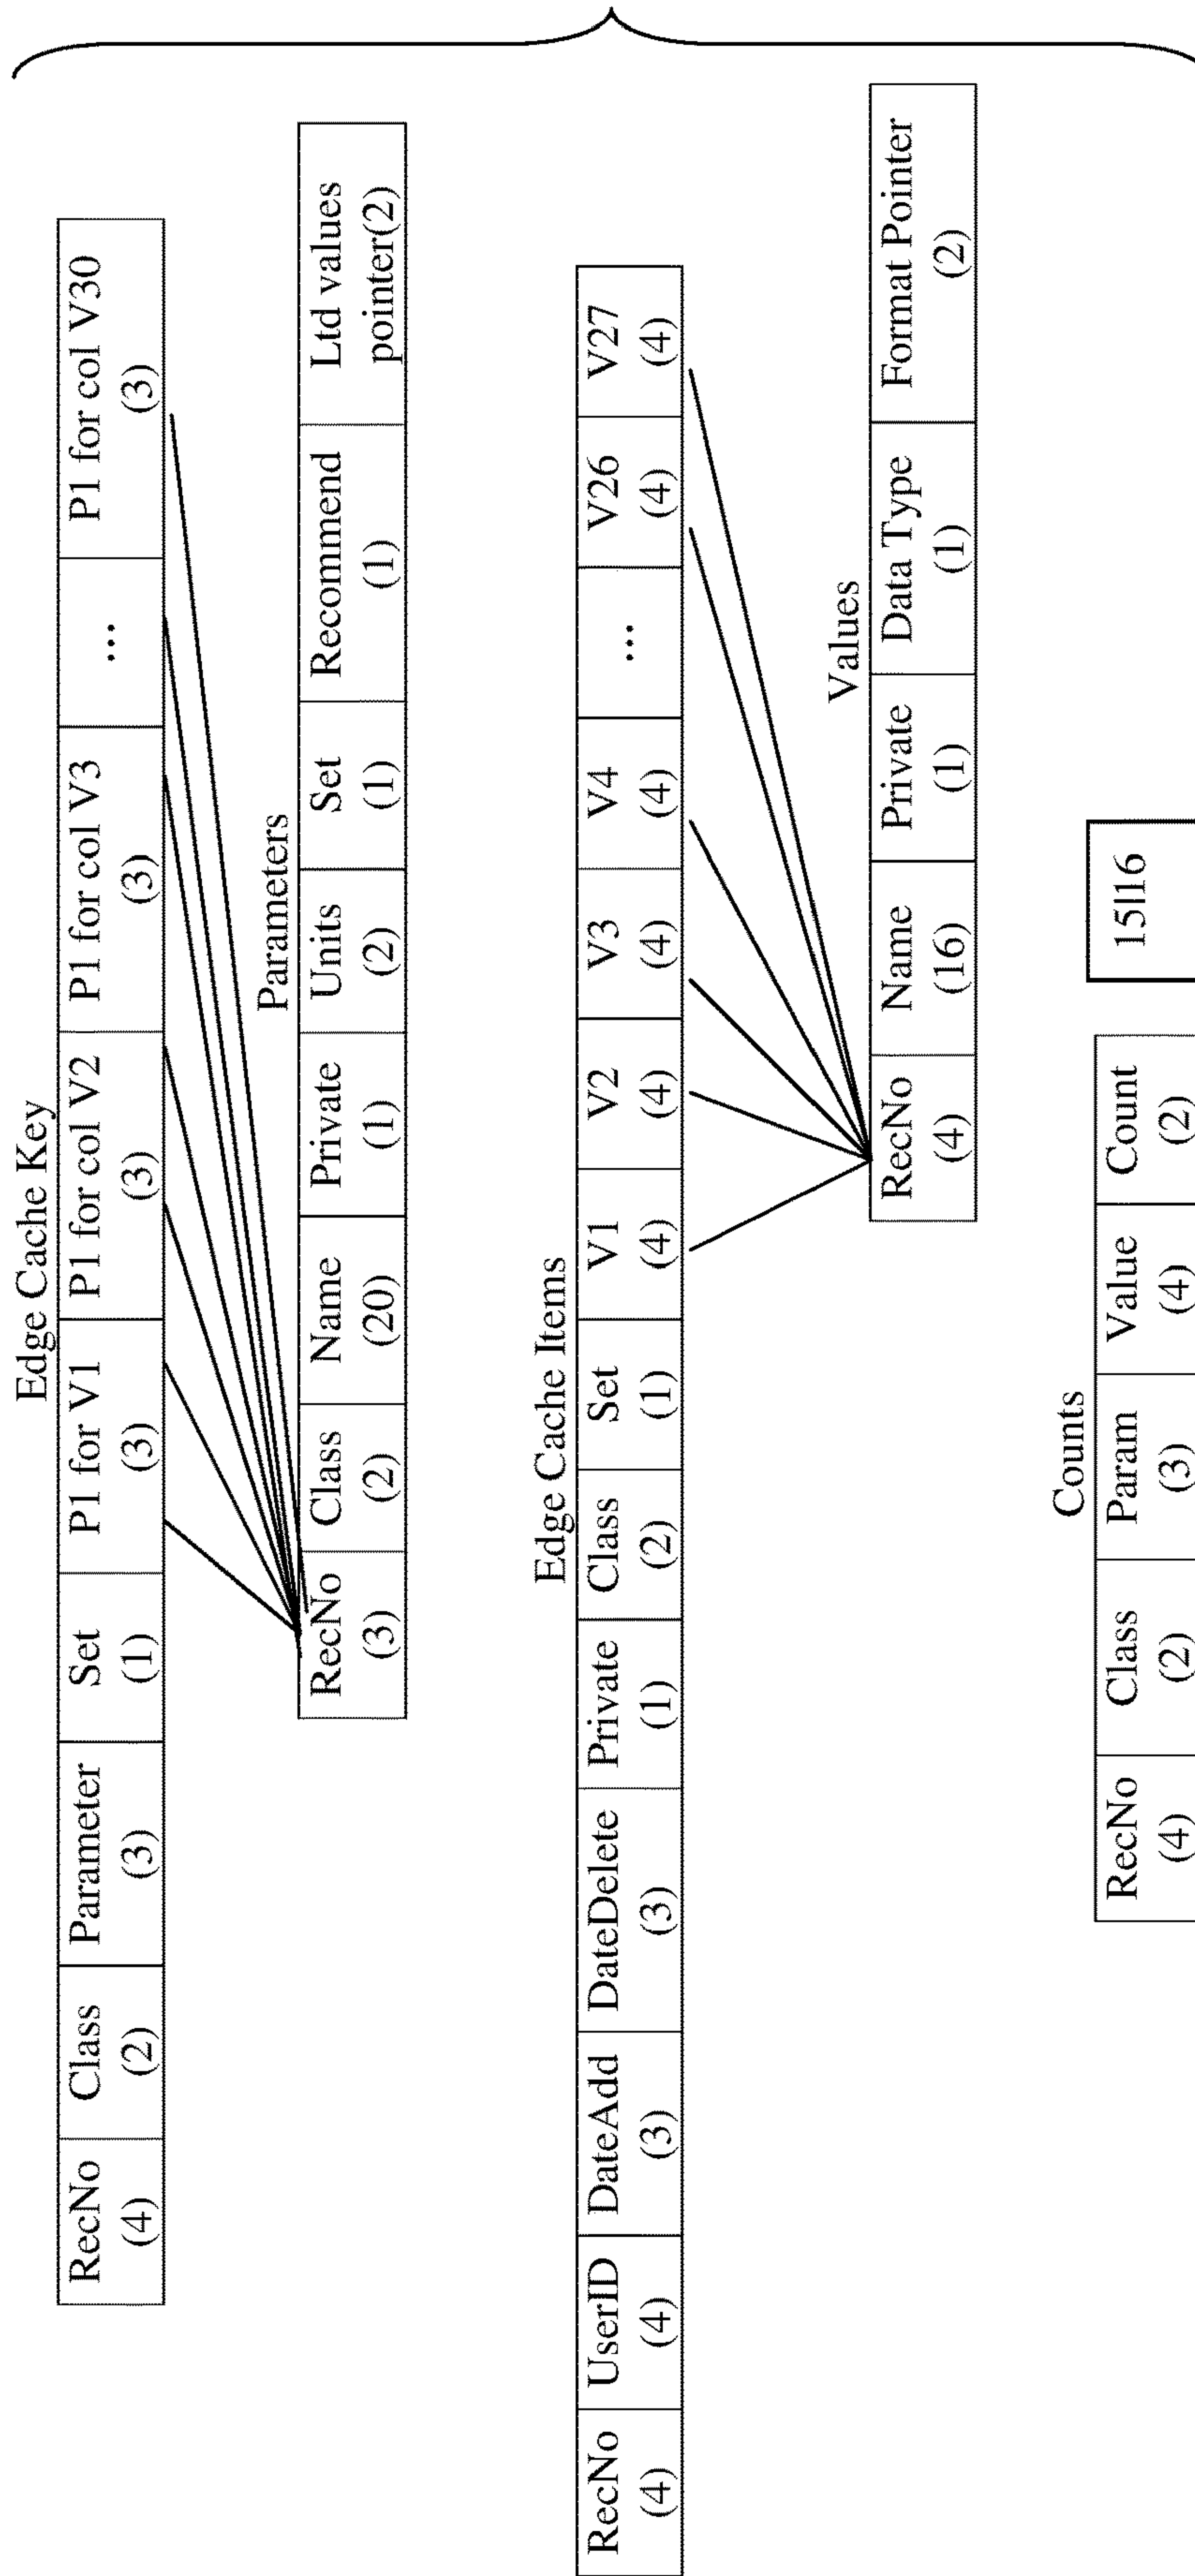 Edge Cache Key
RecNo (4) Class (2) Parameter (3) Set (1) P1 for V1 (3) P1 for col V2 (3) P1 for col V3 (3) ... P1 for col V30 (3)
Parameters
RecNo (3) Class (2) Name (20) Private (1) Units (2) Set (1) Recommend (1) Ltd values pointer(2)
Edge Cache Items
RecNo (4) UserID (4) DateAdd (3) DateDelete (3) Private (1) Class (2) Set (1) V1 (4) V2 (4) V3 (4) V4 (4) ... V26 (4) V27 (4)
Values
RecNo (4) Name (16) Private (1) Data Type (1) Format Pointer (2)
Counts
RecNo (4) Class (2) Param (3) Value (4) Count (2)
15|16